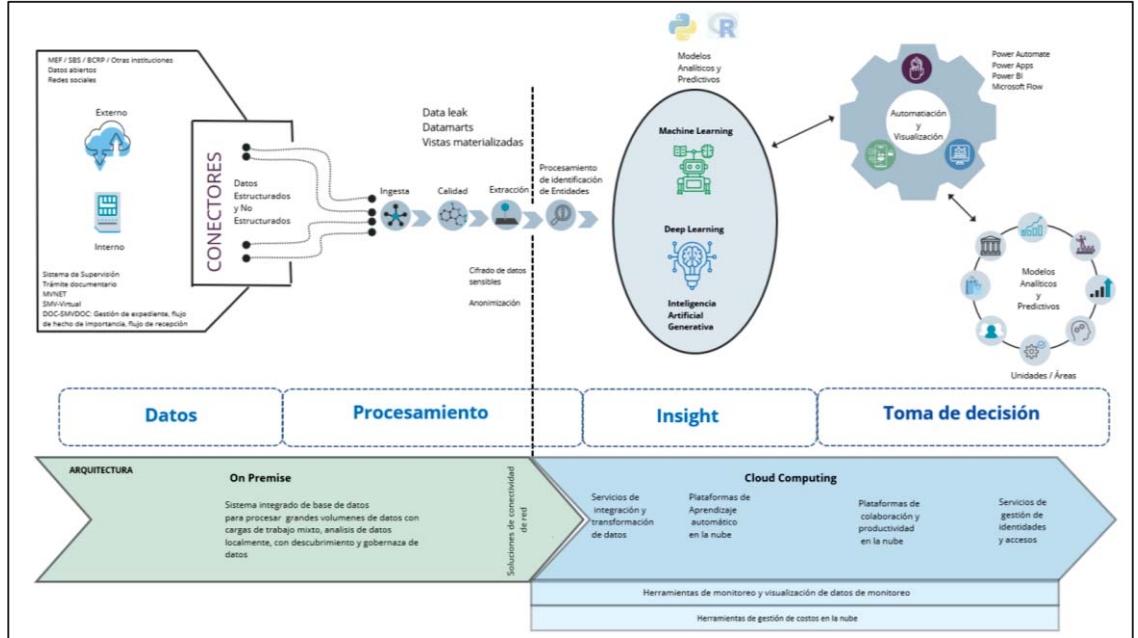 MEF / SBS / BCRP / Otras instituciones
Datos abiertos
Redes sociales
Externo
Interno
Sistema de Supervisión
Trámite documentario
MVNET
SMV-Virtual
DOC-SMVDOC: Gestión de expediente, flujo
de hecho de importancia, flujo de recepción
CONECTORES
Datos
Estructurados
y No
Estructurados
Data leak
Datamarts
Vistas materializadas
Ingesta
Calidad
Extracción
Procesamiento
de identificación
de Entidades
Cifrado de datos
sensibles
Anonimización
R
Modelos
Analíticos y
Predictivos
Machine Learning
Deep Learning
Inteligencia
Artificial
Generativa
Automatiación
y
Visualización
Power Automate
Power Apps
Power BI
Microsoft Flow
Modelos
Analíticos
y
Predictivos
Unidades / Áreas
Datos
Procesamiento
Insight
Toma de decisión
ARQUITECTURA
On Premise
Sistema integrado de base de datos
para procesar grandes volumenes de datos con
cargas de trabajo mixto, analisis de datos
localmente, con descubrimiento y gobernaza de
datos
Soluciones de conectividad
de red
Cloud Computing
Servicios de
integración y
transformación
de datos
Plataformas de
Aprendizaje
automático
en la nube
Plataformas de
colaboración y
productividad
en la nube
Servicios de
gestión de
identidades
y accesos
Herramientas de monitoreo y visualización de datos de monitoreo
Herramientas de gestión de costos en la nube